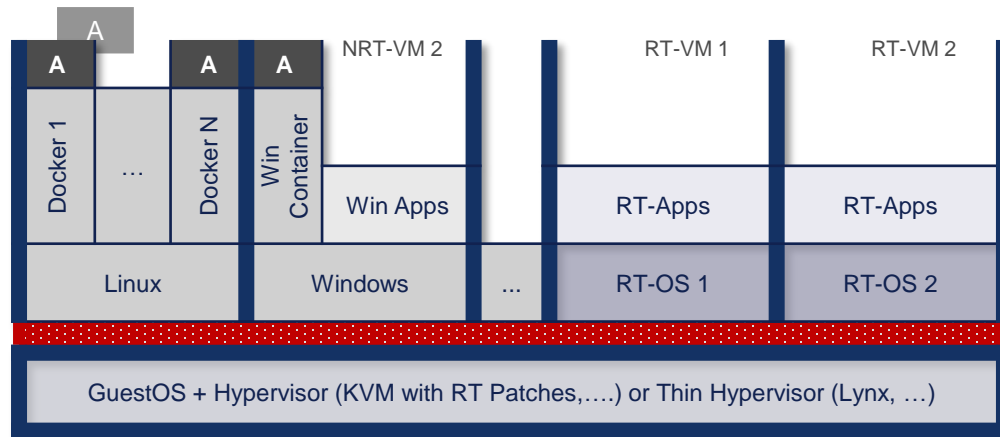 A
A
A
A
NRT-VM 2
RT-VM 1
RT-VM 2
Docker 1
...
Docker N
Win
Container
Win Apps
RT-Apps
RT-Apps
Linux
Windows
...
RT-OS 1
RT-OS 2
GuestOS + Hypervisor (KVM with RT Patches,....) or Thin Hypervisor (Lynx, ...)